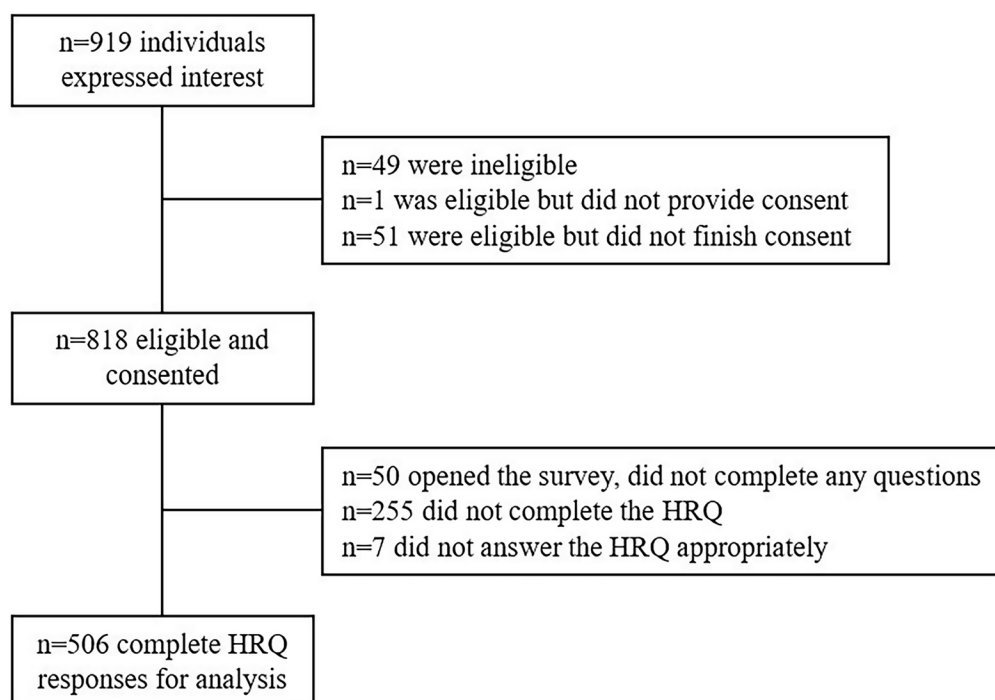 n=919 individuals
expressed interest
n=49 were ineligible
n=1 was eligible but did not provide consent
n=51 were eligible but did not finish consent
n=818 eligible and
consented
n=50 opened the survey, did not complete any questions
n=255 did not complete the HRQ
n=7 did not answer the HRQ appropriately
n=506 complete HRQ
responses for analysis